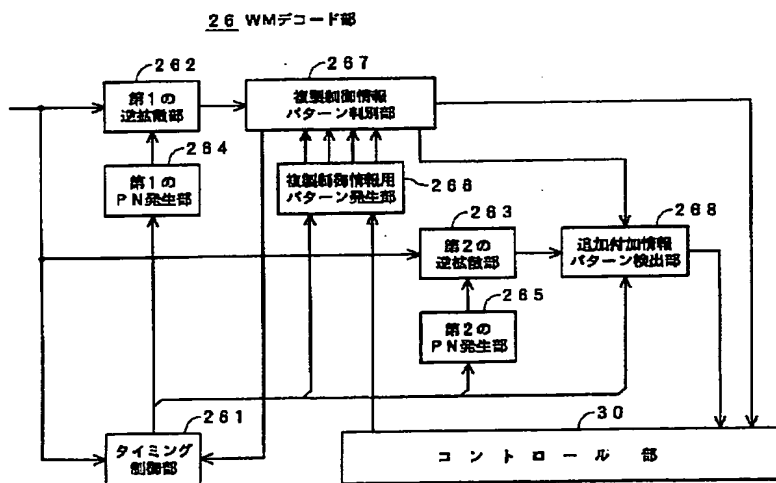 26 WMデコード部
262
第1の
逆拡散部
267
複製制御情報
パターン判別部
264
第1の
PN発生部
266
複製制御情報用
パターン発生部
263
第2の
逆拡散部
268
追加付加情報
パターン検出部
265
第2の
PN発生部
261
タイミング
制御部
30
コントロール部